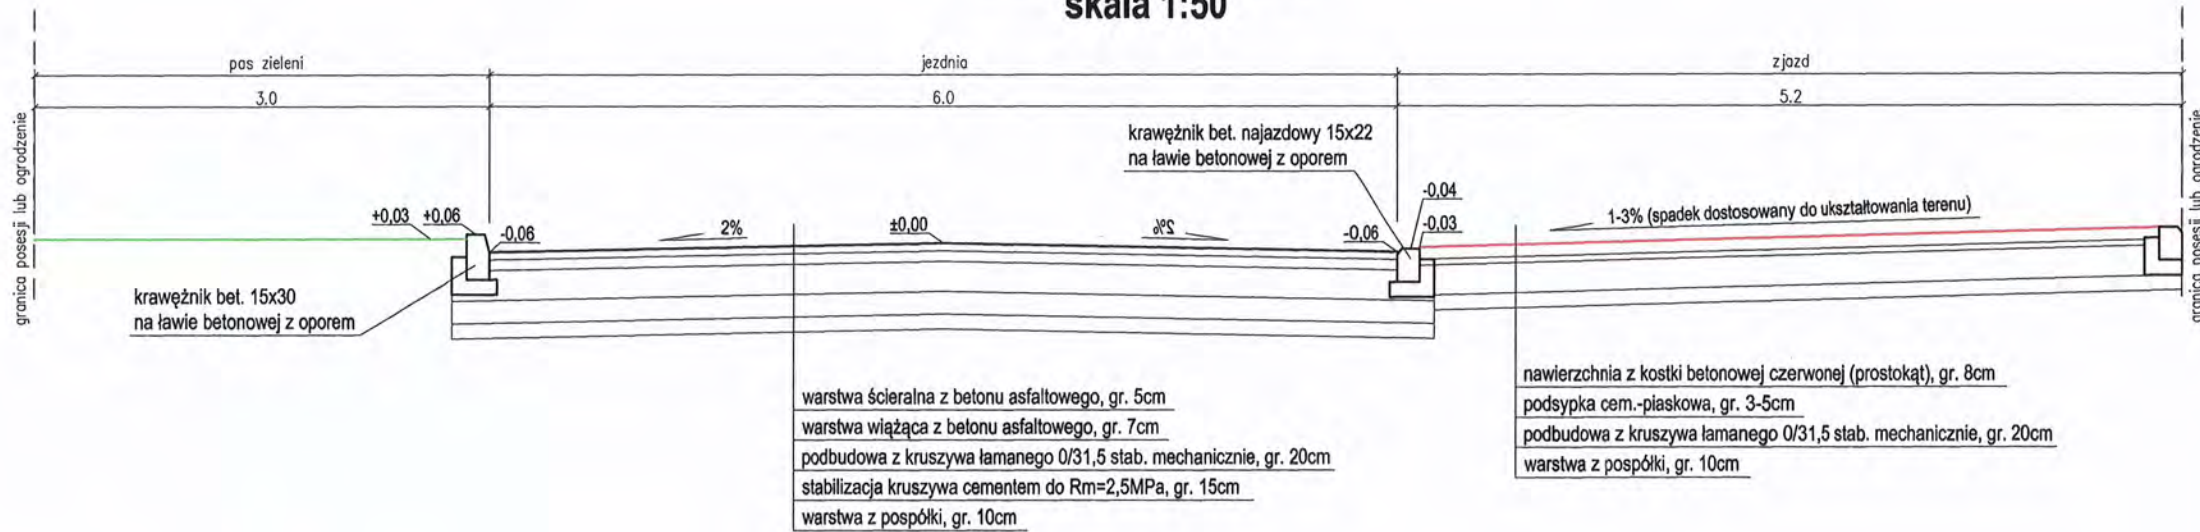 skala 1:50
pas zieleni
jezdnia
zjazd
3.0
6.0
5.2
granica posesji lub ogrodzenie
krawężnik bet. najazdowy 15x22
na ławie betonowej z oporem
+0,03
+0,06
-0,06
2%
±0,00
2%
-0,06
-0,04
-0,03
1-3% (spadek dostosowany do ukształtowania terenu)
granica posesji lub ogrodzenie
krawężnik bet. 15x30
na ławie betonowej z oporem
warstwa ścieralna z betonu asfaltowego, gr. 5cm
warstwa wiążąca z betonu asfaltowego, gr. 7cm
podbudowa z kruszywa łamanego 0/31,5 stab. mechanicznie, gr. 20cm
stabilizacja kruszywa cementem do Rm=2,5MPa, gr. 15cm
warstwa z pospółki, gr. 10cm
nawierzchnia z kostki betonowej czerwonej (prostokąt), gr. 8cm
podsypka cem.-piaskowa, gr. 3-5cm
podbudowa z kruszywa łamanego 0/31,5 stab. mechanicznie, gr. 20cm
warstwa z pospółki, gr. 10cm